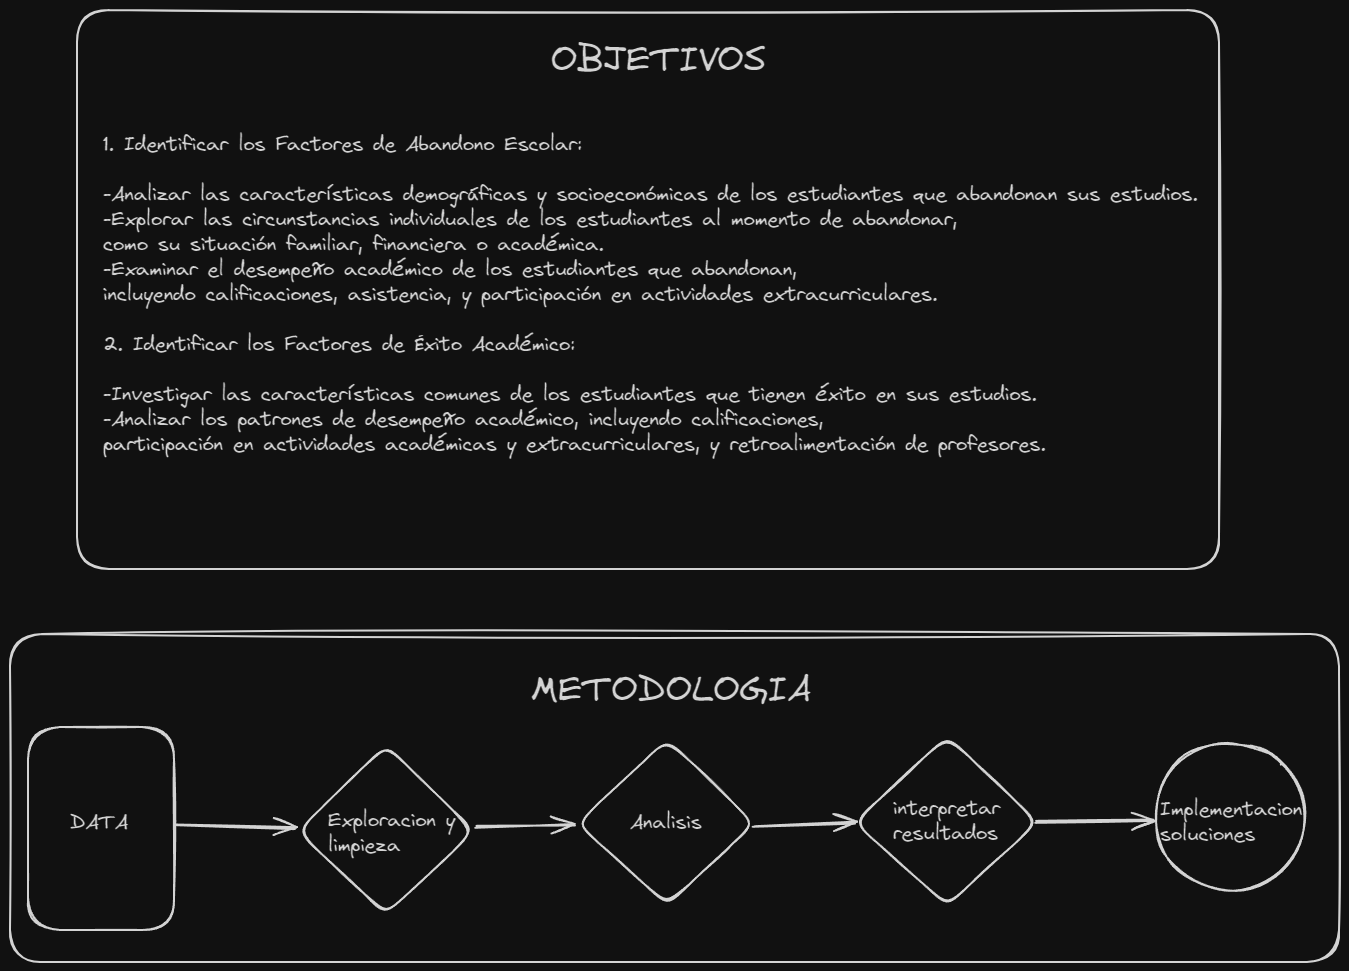 OBJETIVOS
1. Identificar los Factores de Abandono Escolar:
-Analizar las características demográficas y socioeconómicas de los estudiantes que abandonan sus estudios.
-Explorar las circunstancias individuales de los estudiantes al momento de abandonar,
como su situación familiar, financiera o académica.
-Examinar el desempeño académico de los estudiantes que abandonan,
incluyendo calificaciones, asistencia, y participación en actividades extracurriculares.
2. Identificar los Factores de Éxito Académico:
-Investigar las características comunes de los estudiantes que tienen éxito en sus estudios.
-Analizar los patrones de desempeño académico, incluyendo calificaciones,
participación en actividades académicas y extracurriculares, y retroalimentación de profesores.
METODOLOGIA
DATA
Exploracion y
limpieza
Analisis
interpretar
resultados
Implementacion
soluciones